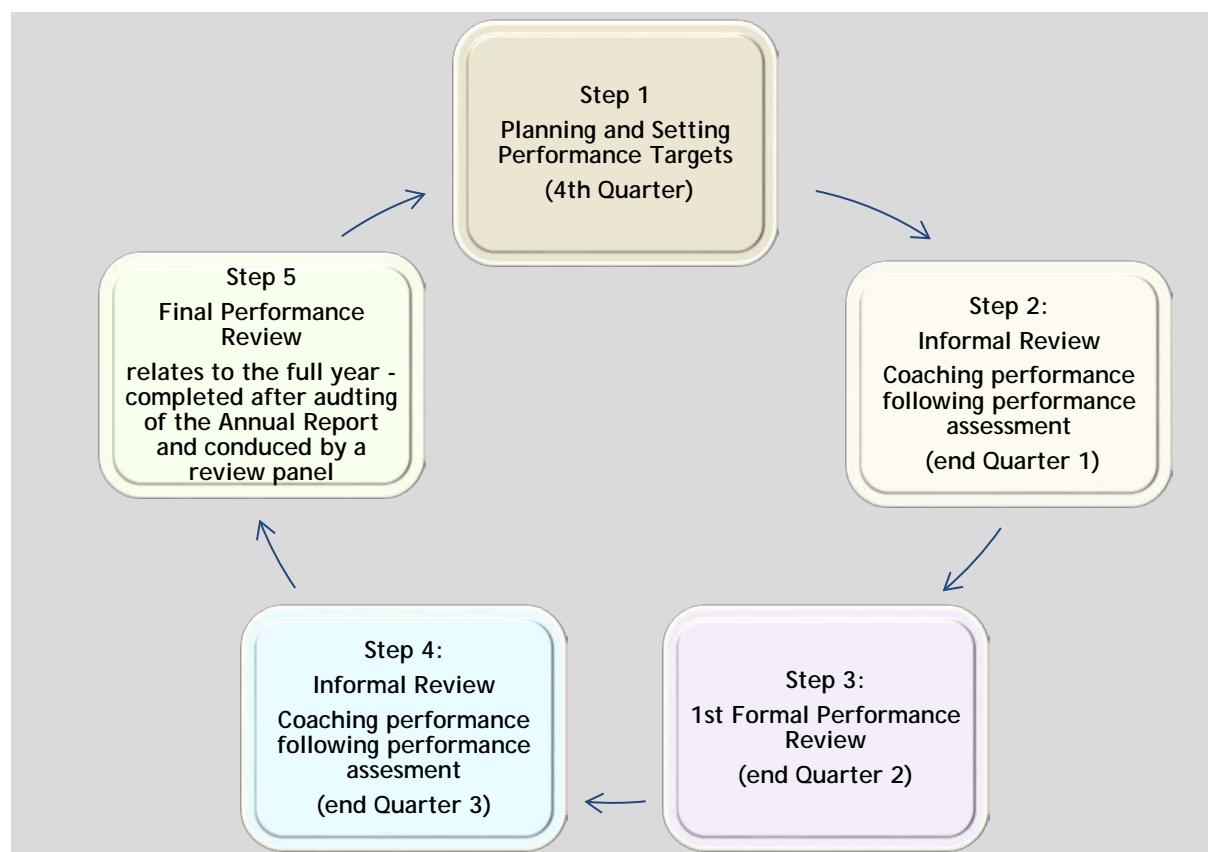 Step 1
Planning and Setting
Performance Targets
(4th Quarter)
Step 2:
Informal Review
Coaching performance
following performance
assessment
(end Quarter 1)
Step 3:
1st Formal Performance
Review
(end Quarter 2)
Step 4:
Informal Review
Coaching performance
following performance
assesment
(end Quarter 3)
Step 5
Final Performance
Review
relates to the full year -
completed after audting
of the Annual Report
and conduced by a
review panel